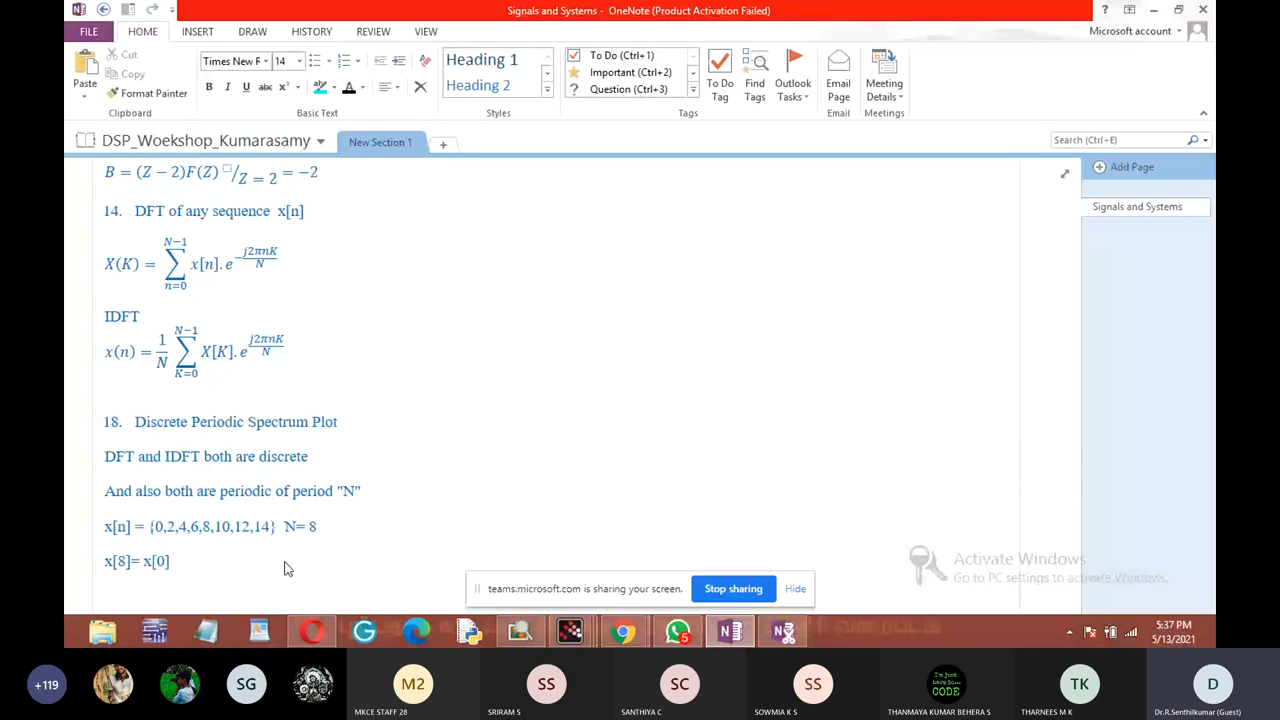 Signals and Systems - OneNote (Product Activation Failed)
FILE HOME INSERT DRAW HISTORY REVIEW VIEW
Microsoft account
Paste
Cut
Copy
Format Painter
Clipboard
Times New R 14
B I U abc x² A
Basic Text
Heading 1
Heading 2
Styles
To Do (Ctrl+1)
Important (Ctrl+2)
Question (Ctrl+3)
To Do Tag
Find Tags
Outlook Tasks
Tags
Email Page
Email
Meeting Details
Meetings
DSP_Woekshop_Kumarasamy
New Section 1
Search (Ctrl+E)
Add Page
Signals and Systems
B = (Z − 2)F(Z) □/Z = 2 = −2
14. DFT of any sequence x[n]
X(K) = ∑_{n=0}^{N−1} x[n]. e^{−j2πnK/N}
IDFT
x(n) = 1/N ∑_{K=0}^{N−1} X[K]. e^{j2πnK/N}
18. Discrete Periodic Spectrum Plot
DFT and IDFT both are discrete
And also both are periodic of period "N"
x[n] = {0,2,4,6,8,10,12,14} N= 8
x[8]= x[0]
Activate Windows
Go to PC settings to activate Windows.
teams.microsoft.com is sharing your screen. Stop sharing Hide
5
5:37 PM
5/13/2021
+119
SG
M2
MKCE STAFF 28
SS
SRIRAM S
SC
SANTHIYA C
SS
SOWMIA K S
I'm just here to... CODE
THANMAYA KUMAR BEHERA S
TK
THARNEES M K
D
Dr.R.Senthilkumar (Guest)